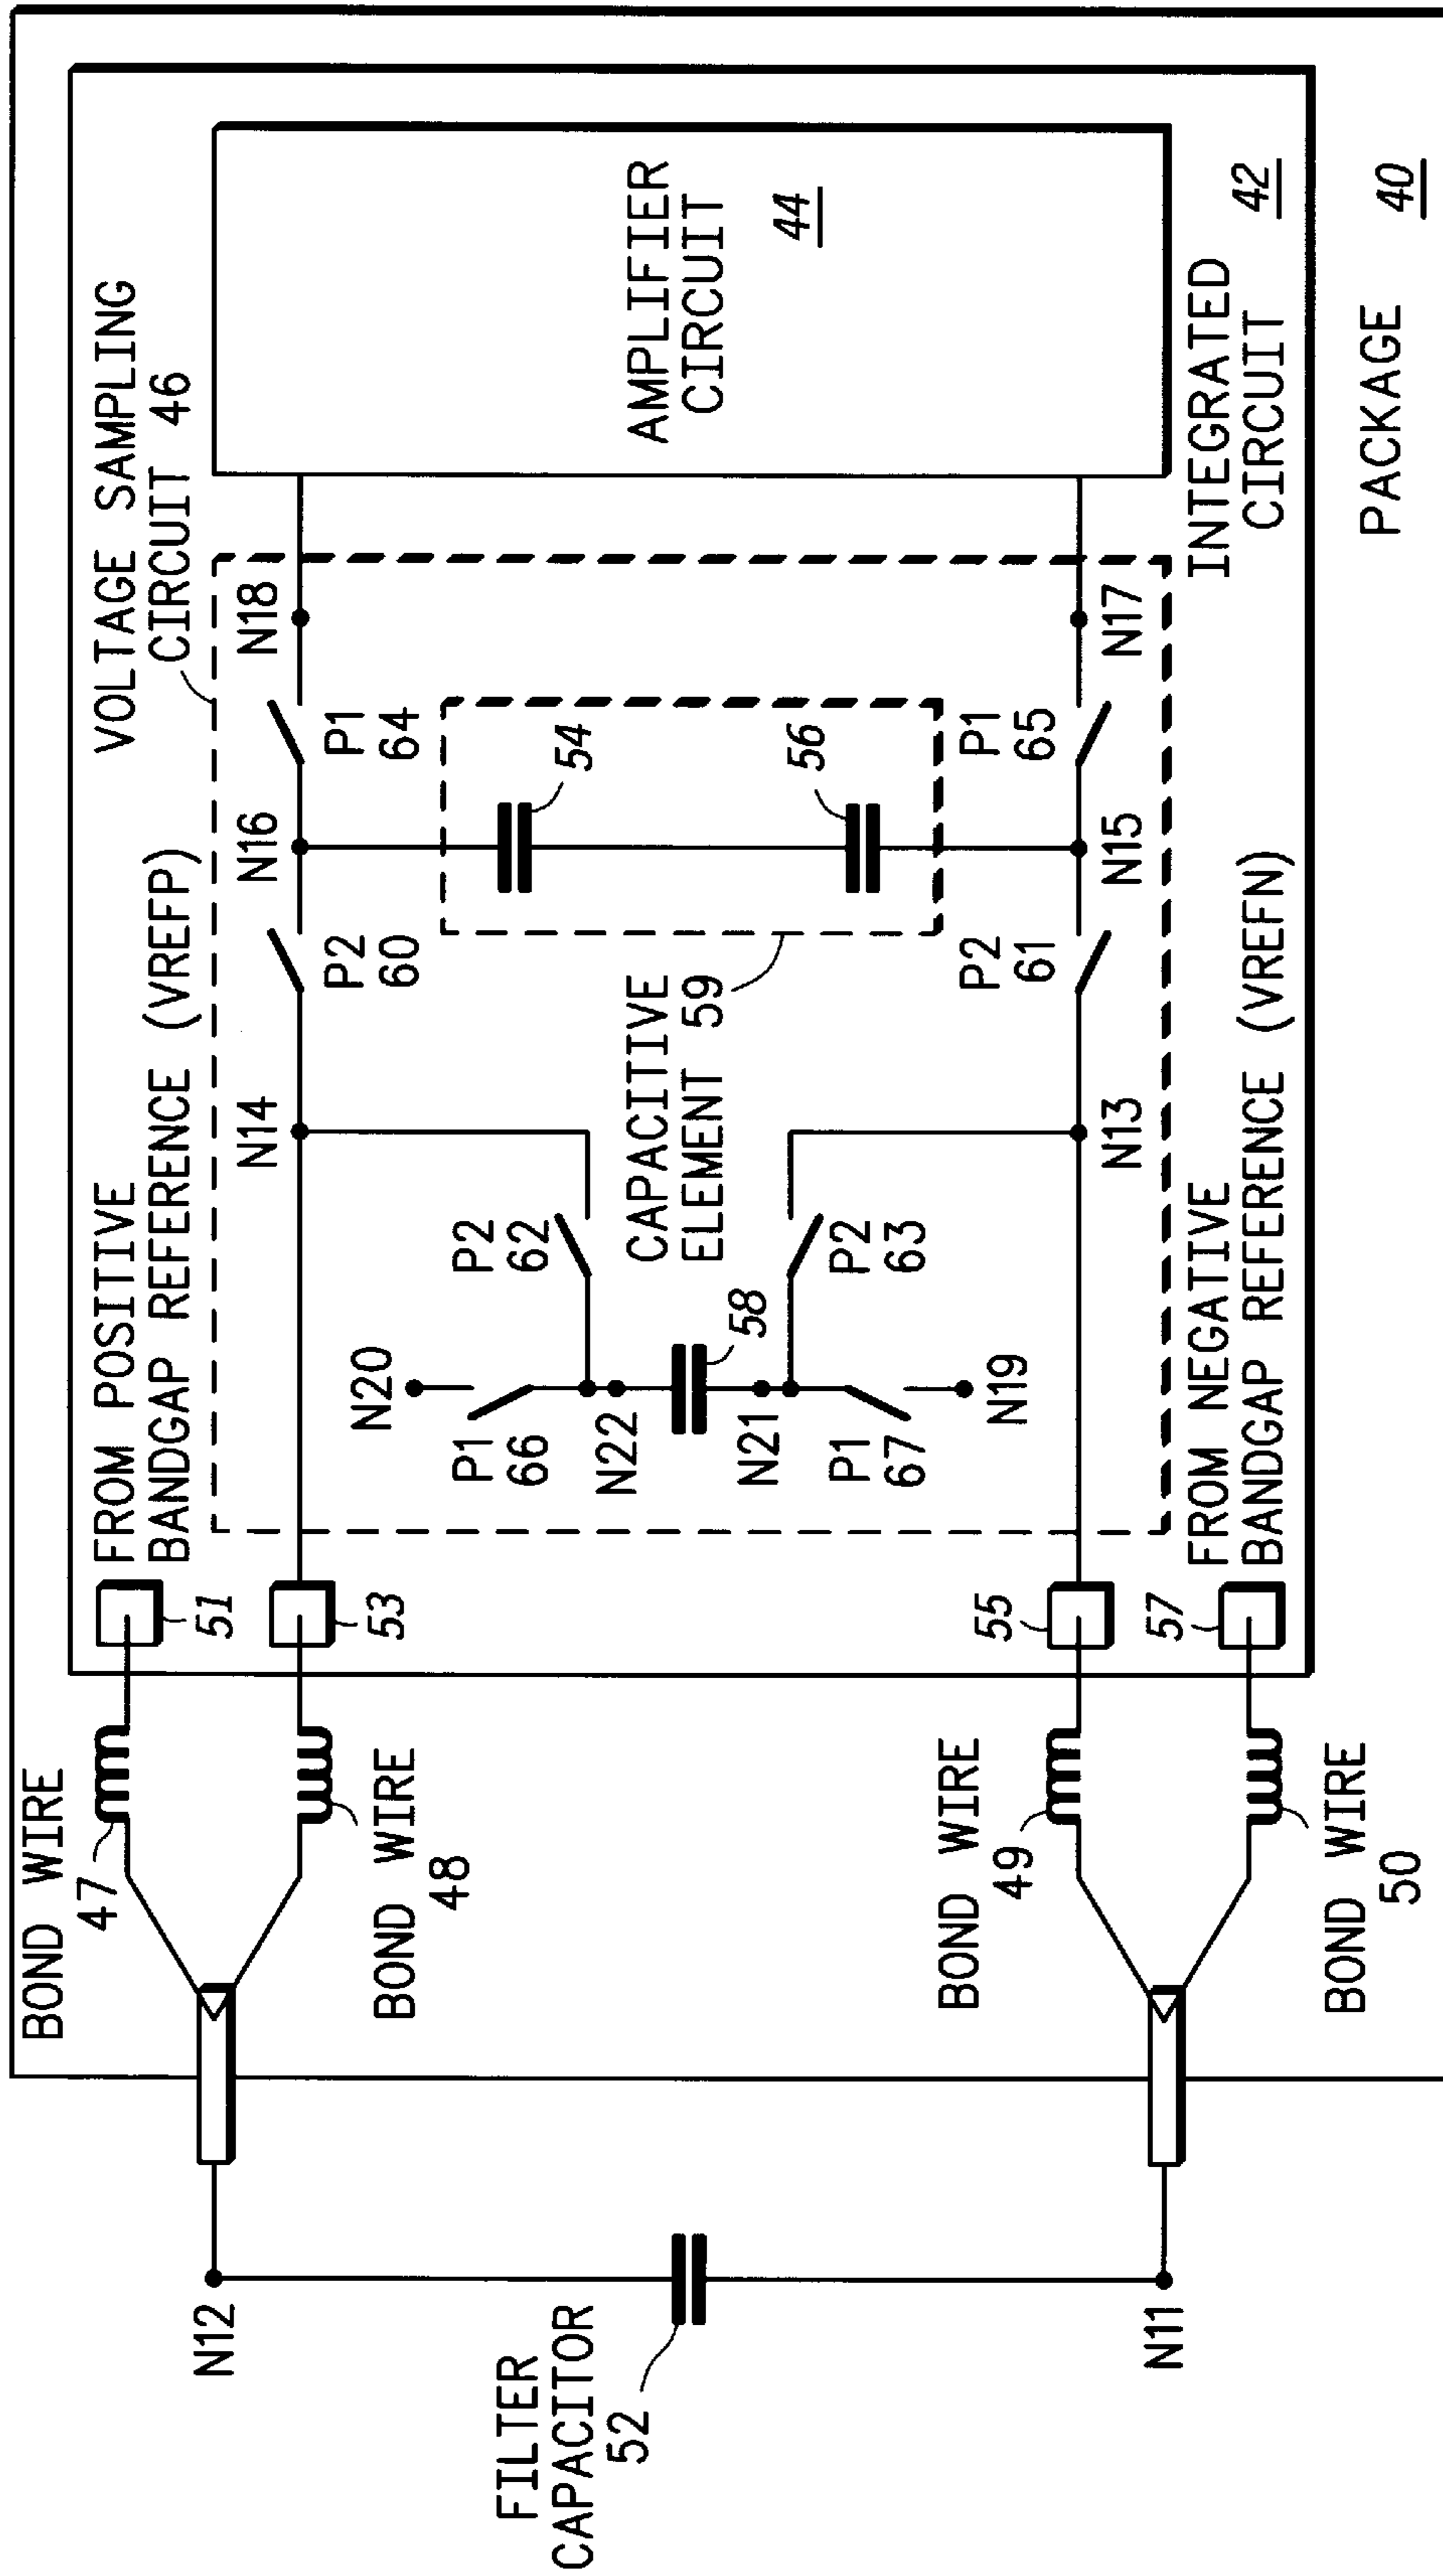 BOND WIRE
47
FROM POSITIVE
BANDGAP REFERENCE (VREFP)
VOLTAGE SAMPLING
CIRCUIT 46
51
53
BOND WIRE
48
N12
N14
N16
N18
P2
60
P1
64
N20
P1
66
P2
62
N22
58
N21
P1
67
N19
P2
63
CAPACITIVE
ELEMENT 59
54
56
AMPLIFIER
CIRCUIT
44
FILTER
CAPACITOR
52
P2
61
P1
65
BOND WIRE
49
55
57
N11
N13
N15
N17
FROM NEGATIVE
BANDGAP REFERENCE (VREFN)
INTEGRATED
CIRCUIT
42
BOND WIRE
50
PACKAGE
40